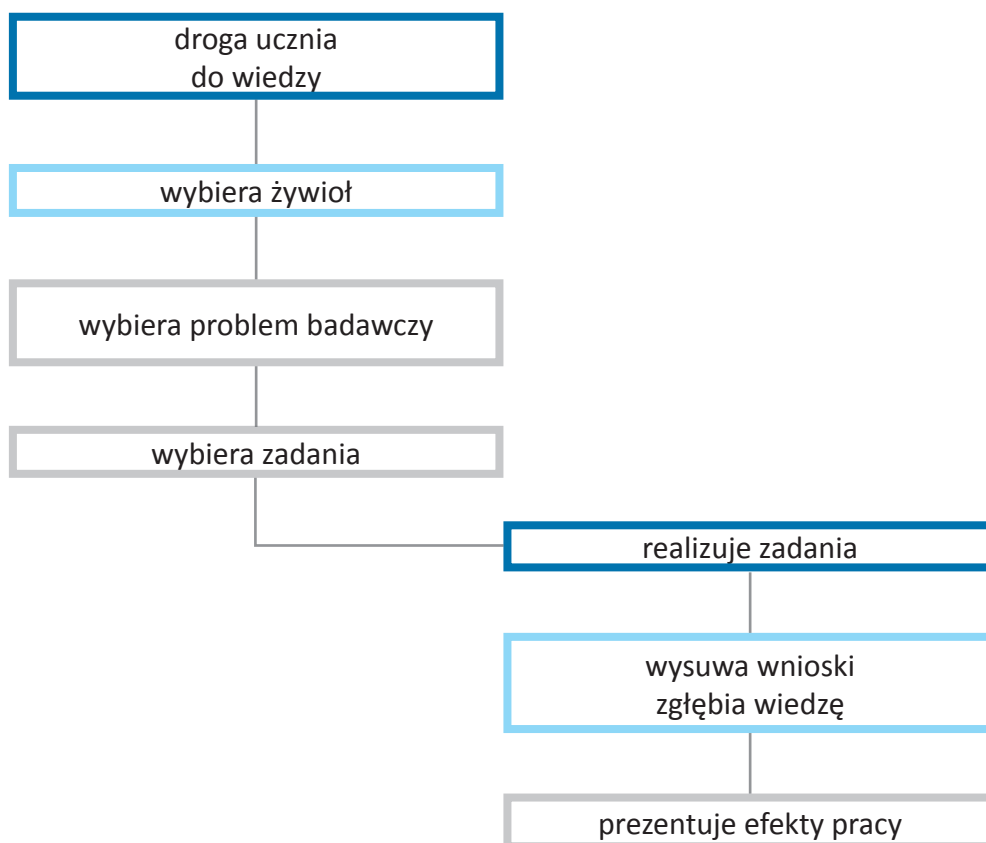 droga ucznia
do wiedzy
wybiera żywioł
wybiera problem badawczy
wybiera zadania
realizuje zadania
wysuwa wnioski
zgłębia wiedzę
prezentuje efekty pracy